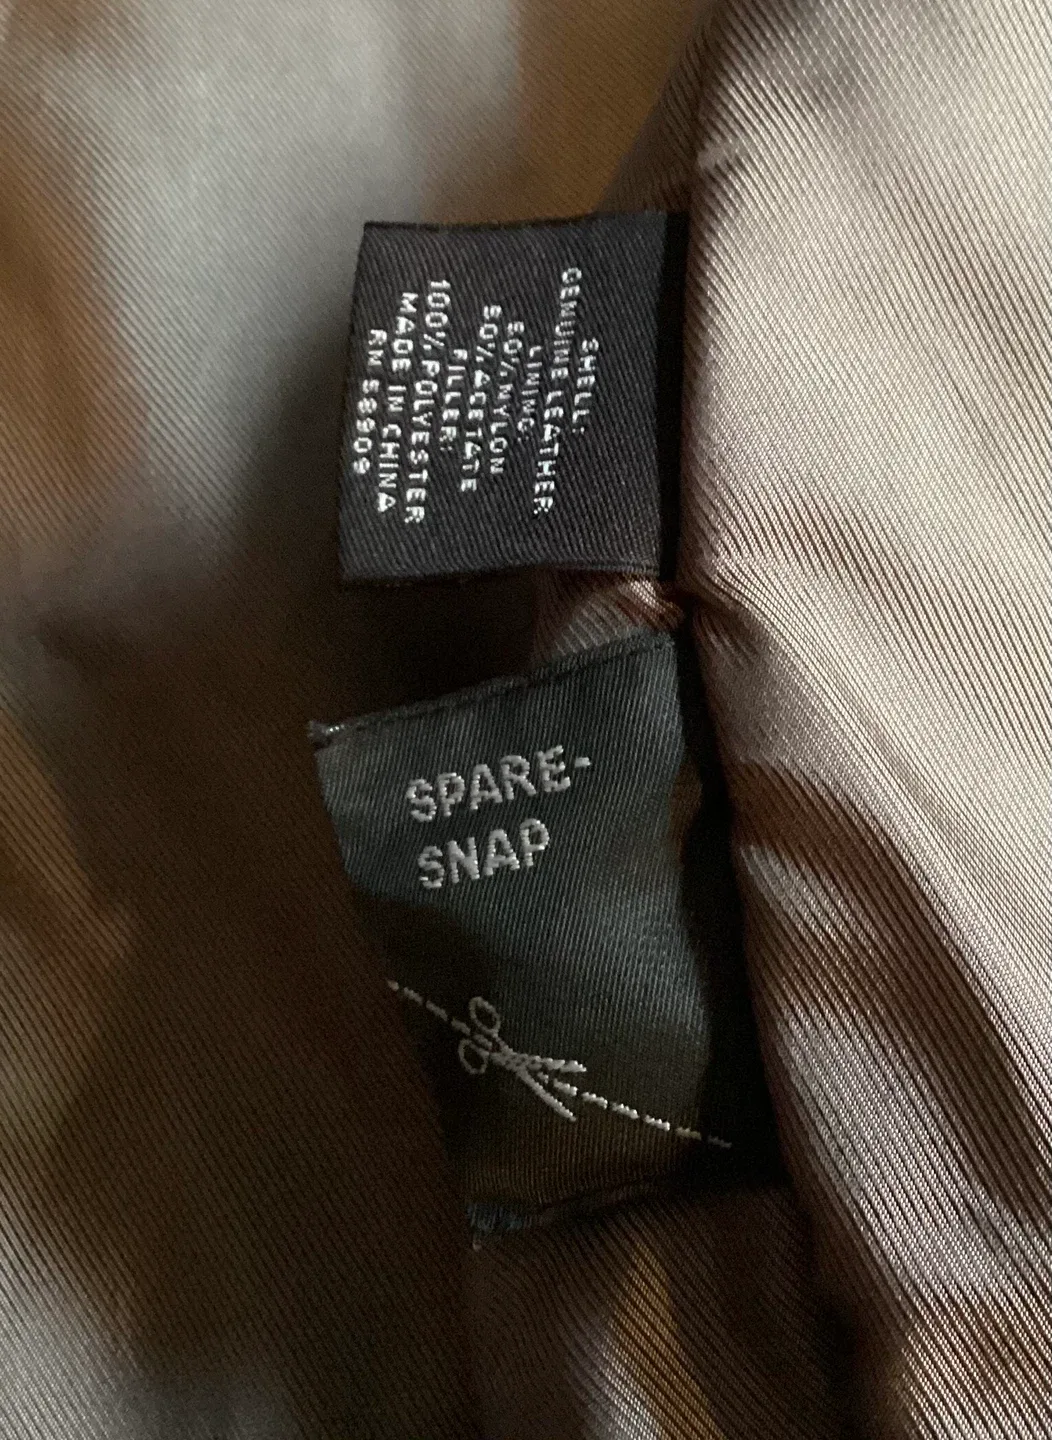 SHELL:
GENUINE LEATHER
LINING:
50% NYLON
50% ACETATE
FILLER:
100% POLYESTER
MADE IN CHINA
RN 58909
SPARE-
SNAP